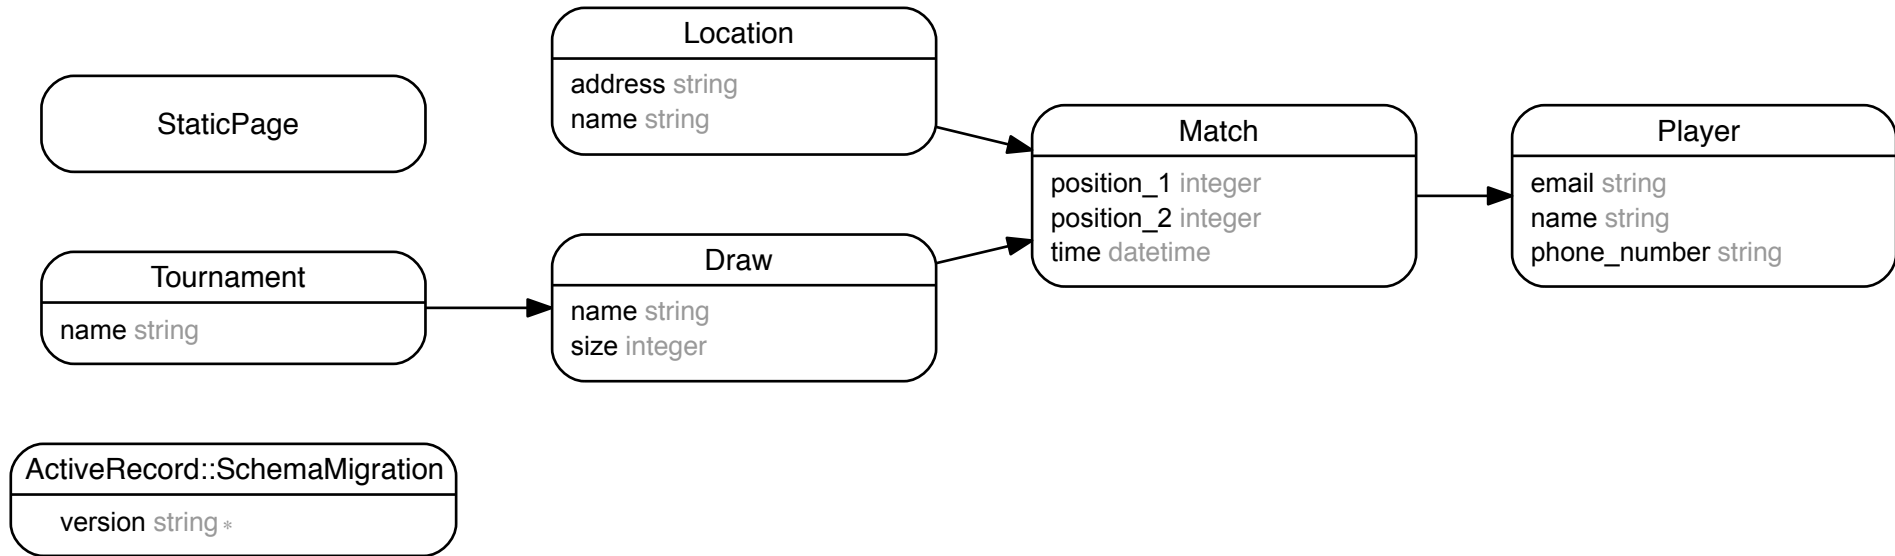 StaticPage
Location
address string
name string
Tournament
name string
Draw
name string
size integer
Match
position_1 integer
position_2 integer
time datetime
Player
email string
name string
phone_number string
ActiveRecord::SchemaMigration
version string *